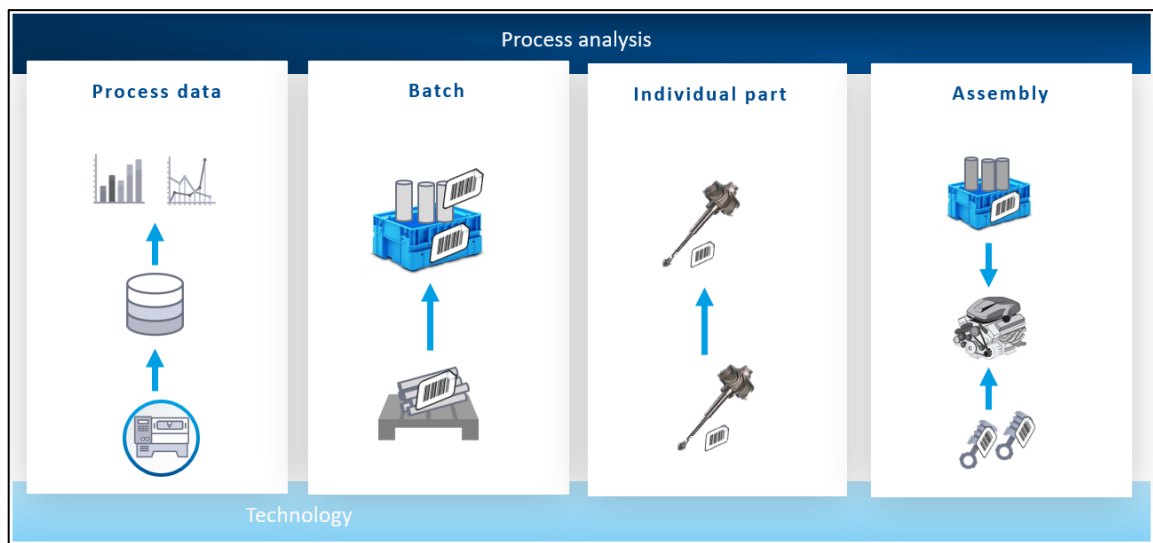 Process analysis
Process data
Batch
Individual part
Assembly
Technology